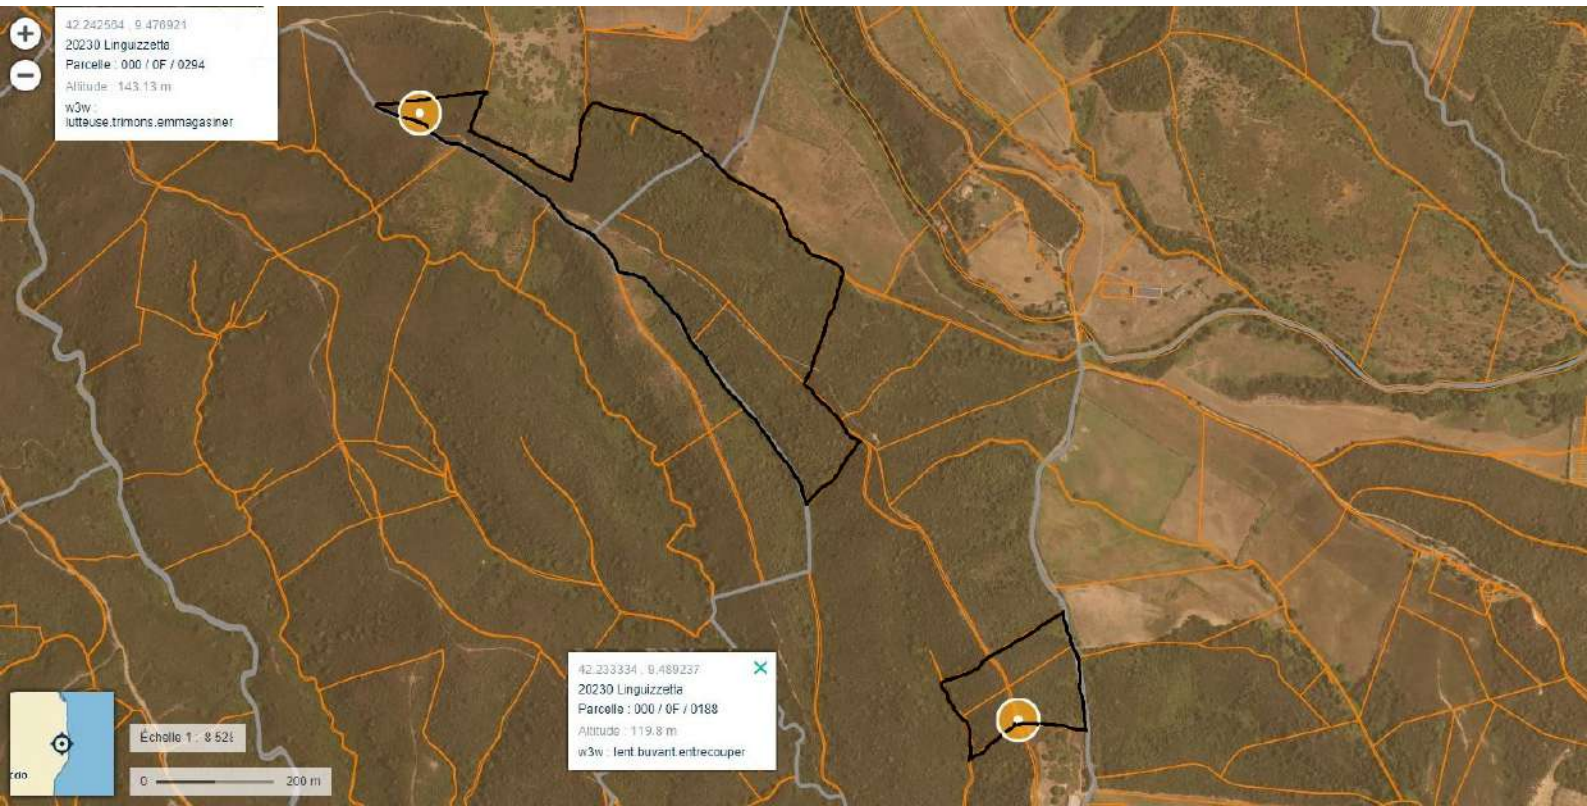 42.242564 , 9.476921
20230 Linguizzetta
Parcelle : 000 / 0F / 0294
Altitude : 143.13 m
w3w :
lutteuse.trimons.emmagasiner
42.233334 , 9.489237
20230 Linguizzetta
Parcelle : 000 / 0F / 0188
Altitude : 119.8 m
w3w : lent.buvant.entrecouper
Échelle 1 : 8 528
0 200 m